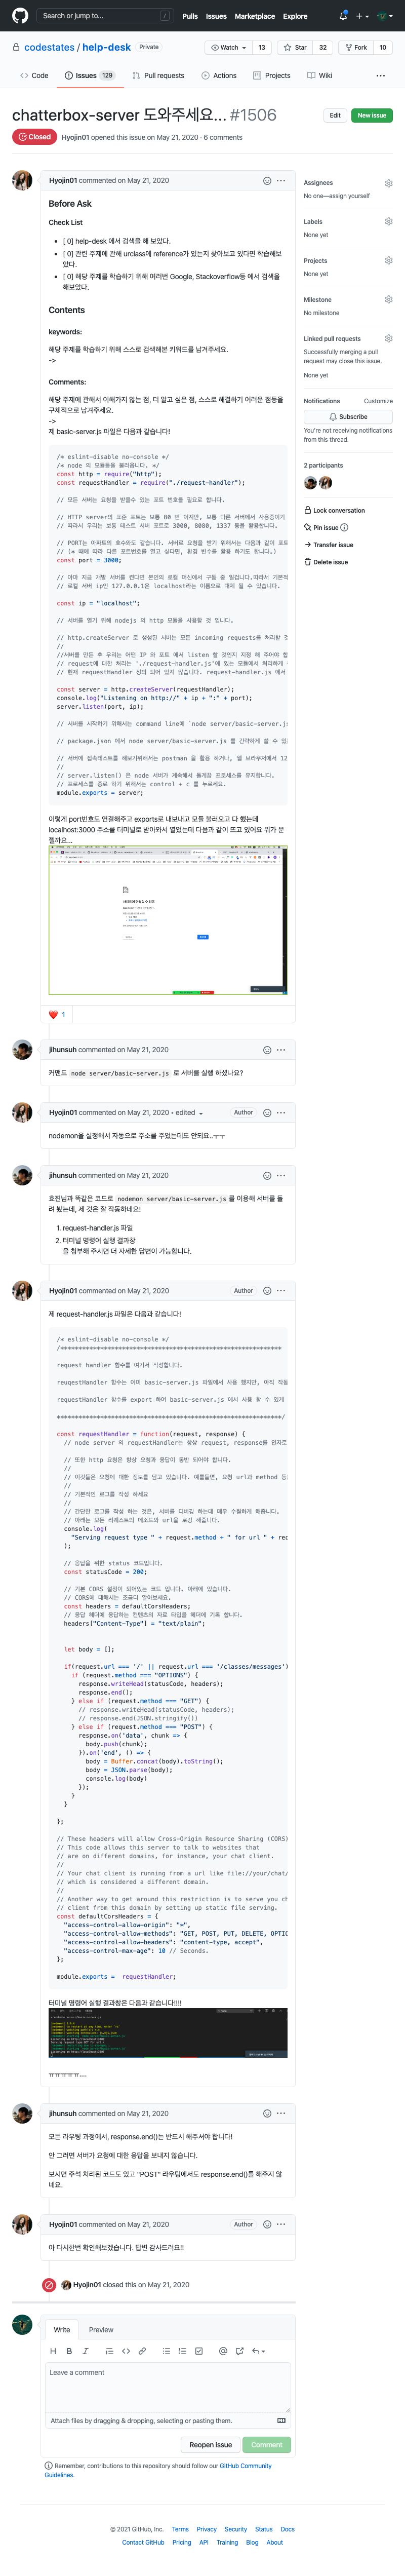 Search or jump to... /
Pulls Issues Marketplace Explore
codestates / help-desk Private
Watch 13 Star 32 Fork 10
Code Issues 129 Pull requests Actions Projects Wiki
chatterbox-server 도와주세요... #1506
Edit New issue
Closed Hyojin01 opened this issue on May 21, 2020 · 6 comments
Hyojin01 commented on May 21, 2020
Before Ask
Check List
[ 0] help-desk 에서 검색을 해 보았다.
[ 0] 관련 주제에 관해 urclass에 reference가 있는지 찾아보고 있다면 학습해보
았다.
[ 0] 해당 주제를 학습하기 위해 여러번 Google, Stackoverflow등 에서 검색을
해보았다.
Contents
keywords:
해당 주제를 학습하기 위해 스스로 검색해본 키워드를 남겨주세요.
->
Comments:
해당 주제에 관해서 이해가지 않는 점, 더 알고 싶은 점, 스스로 해결하기 어려운 점등을
구체적으로 남겨주세요.
->
제 basic-server.js 파일은 다음과 같습니다!
/* eslint-disable no-console */
/* node 의 모듈들을 불러옵니다. */
const http = require("http");
const requestHandler = require("./request-handler");
// 모든 서버는 요청을 받을수 있는 포트 번호를 필요로 합니다.
// HTTP server의 표준 포트는 보통 80 번 이지만, 보통 다른 서버에서 사용중이기
// 따라서 우리는 보통 테스트 서버 포트로 3000, 8080, 1337 등을 활용합니다.
// PORT는 아파트의 호수와도 같습니다. 서버로 요청을 받기 위해서는 다음과 같이 포트
// (* 때때 따라 다른 포트번호를 열고 싶다면, 환경 변수를 활용 하기도 합니다.)
const port = 3000;
// 아마 지금 개발 서버를 켠다면 본인의 로컬 머신에서 구동 중 일겁니다.따라서 기본적
// 로컬 서버 ip인 127.0.0.1은 localhost라는 이름으로 대체 될 수 있습니다.
const ip = "localhost";
// 서버를 열기 위해 nodejs 의 http 모듈을 사용할 것 입니다.
// http.createServer 로 생성된 서버는 모든 incoming requests를 처리할 것
//
//서버를 만든 후 우리는 어떤 IP 와 포트 에서 listen 할 것인지 지정 해 주어야 합
// request에 대한 처리는 './request-handler.js'에 있는 모듈에서 처리하게
// 현재 requestHandler 정의 되어 있지 않습니다. request-handler.js 에서
const server = http.createServer(requestHandler);
console.log("Listening on http://" + ip + ":" + port);
server.listen(port, ip);
// 서버를 시작하기 위해서는 command line에 `node server/basic-server.js
// package.json 에서 node server/basic-server.js 를 간략하게 쓸 수 있
// 서버에 접속테스트를 해보기위해서는 postman 을 활용 하거나, 웹 브라우저에서 12
//
// server.listen() 은 node 서버가 계속해서 돌게끔 프로세스를 유지합니다.
// 프로세스를 종료 하기 위해서는 control + c 를 누르세요.
module.exports = server;
이렇게 port번호도 연결해주고 exports로 내보내고 모듈 불러오고 다 했는데
localhost:3000 주소를 터미널로 받아와서 열었는데 다음과 같이 뜨고 있어요 뭐가 문
젤까요...
1
jihunsuh commented on May 21, 2020
커맨드 node server/basic-server.js 로 서버를 실행 하셨나요?
Hyojin01 commented on May 21, 2020 • edited Author
nodemon을 설정해서 자동으로 주소를 주었는데도 안되요..ㅜㅜ
jihunsuh commented on May 21, 2020
효진님과 똑같은 코드로 nodemon server/basic-server.js 를 이용해 서버를 돌
려 봤는데, 제 것은 잘 작동하네요!
1. request-handler.js 파일
2. 터미널 명령어 실행 결과창
을 첨부해 주시면 더 자세한 답변이 가능합니다.
Hyojin01 commented on May 21, 2020 Author
제 request-handler.js 파일은 다음과 같습니다!
/* eslint-disable no-console */
/*************************************************************
request handler 함수를 여기서 작성합니다.
reuqestHandler 함수는 이미 basic-server.js 파일에서 사용 했지만, 아직 작동
requestHandler 함수를 export 하여 basic-server.js 에서 사용 할 수 있게
**************************************************************/
const requestHandler = function(request, response) {
// node server 의 requestHandler는 항상 request, response를 인자로
// 또한 http 요청은 항상 요청과 응답이 동반 되어야 합니다.
//
// 이것들은 요청에 대한 정보를 담고 있습니다. 예를들면, 요청 url과 method 등
//
// 기본적인 로그를 작성 하세요
//
// 간단한 로그를 작성 하는 것은, 서버를 디버깅 하는데 매우 수월하게 해줍니다.
// 아래는 모든 리퀘스트의 메소드와 url을 로깅 해줍니다.
console.log(
"Serving request type " + request.method + " for url " + rec
);
// 응답을 위한 status 코드입니다.
const statusCode = 200;
// 기본 CORS 설정이 되어있는 코드 입니다. 아래에 있습니다.
// CORS에 대해서는 조금더 알아보세요.
const headers = defaultCorsHeaders;
// 응답 헤더에 응답하는 컨텐츠의 자료 타입을 헤더에 기록 합니다.
headers["Content-Type"] = "text/plain";
let body = [];
if(request.url === '/' || request.url === '/classes/messages')
if (request.method === "OPTIONS") {
response.writeHead(statusCode, headers);
response.end();
} else if (request.method === "GET") {
// response.writeHead(statusCode, headers);
// response.end(JSON.stringify())
} else if (request.method === "POST") {
response.on('data', chunk => {
body.push(chunk);
}).on('end', () => {
body = Buffer.concat(body).toString();
body = JSON.parse(body);
console.log(body)
});
}
}
};
// These headers will allow Cross-Origin Resource Sharing (CORS)
// This code allows this server to talk to websites that
// are on different domains, for instance, your chat client.
//
// Your chat client is running from a url like file://your/chat/
// which is considered a different domain.
//
// Another way to get around this restriction is to serve you ch
// client from this domain by setting up static file serving.
const defaultCorsHeaders = {
"access-control-allow-origin": "*",
"access-control-allow-methods": "GET, POST, PUT, DELETE, OPTIC
"access-control-allow-headers": "content-type, accept",
"access-control-max-age": 10 // Seconds.
};
module.exports = requestHandler;
터미널 명령어 실행 결과창은 다음과 같습니다!!!!
ㅠㅠㅠㅠㅠ....
jihunsuh commented on May 21, 2020
모든 라우팅 과정에서, response.end()는 반드시 해주셔야 합니다!
안 그러면 서버가 요청에 대한 응답을 보내지 않습니다.
보시면 주석 처리된 코드도 있고 "POST" 라우팅에서도 response.end()를 해주지 않
네요.
Hyojin01 commented on May 21, 2020 Author
아 다시한번 확인해보겠습니다. 답변 감사드려요!!
Hyojin01 closed this on May 21, 2020
Write Preview
Leave a comment
Attach files by dragging & dropping, selecting or pasting them.
Reopen issue Comment
Remember, contributions to this repository should follow our GitHub Community
Guidelines.
Assignees
No one—assign yourself
Labels
None yet
Projects
None yet
Milestone
No milestone
Linked pull requests
Successfully merging a pull
request may close this issue.
None yet
Notifications Customize
Subscribe
You're not receiving notifications
from this thread.
2 participants
Lock conversation
Pin issue
Transfer issue
Delete issue
© 2021 GitHub, Inc. Terms Privacy Security Status Docs
Contact GitHub Pricing API Training Blog About